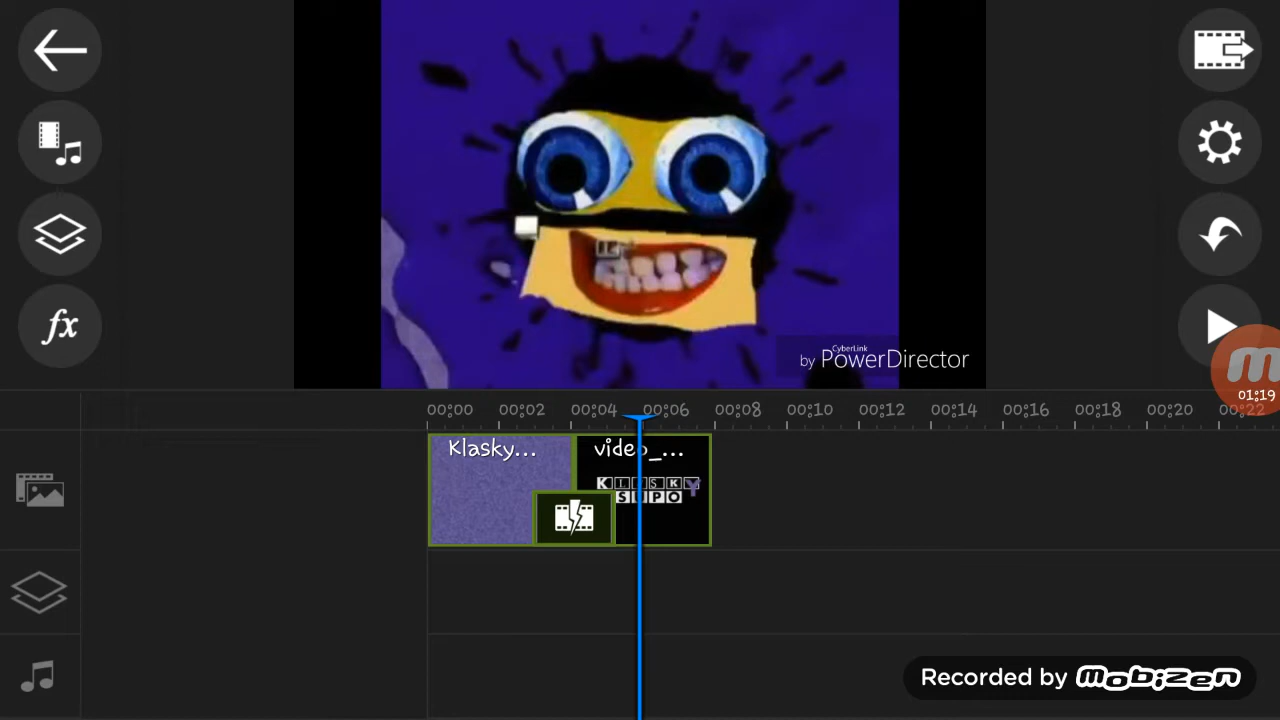 fx
CyberLink
by PowerDirector
01:19
00:00 00:02 00:04 00:06 00:08 00:10 00:12 00:14 00:16 00:18 00:20 00:22
Klasky... video_...
Recorded by mobizen